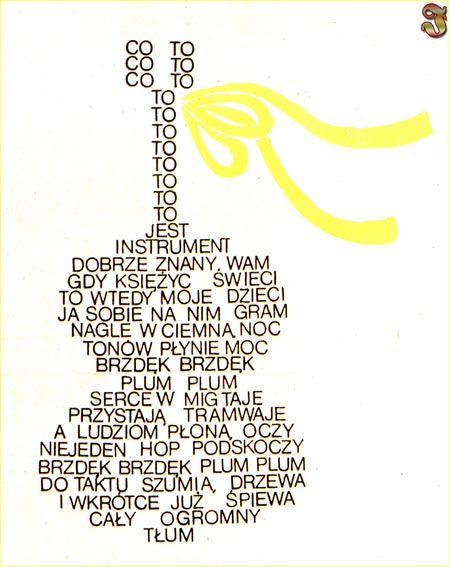 CO TO
CO TO
CO TO
TO
TO
TO
TO
TO
TO
TO
TO
JEST
INSTRUMENT
DOBRZE ZNANY WAM
GDY KSIĘŻYC ŚWIECI
TO WTEDY MOJE DZIECI
JA SOBIE NA NIM GRAM
NAGLE W CIEMNĄ NOC
TONÓW PŁYNIE MOC
BRZDĘK BRZDĘK
PLUM PLUM
SERCE W MIG TAJE
PRZYSTAJĄ TRAMWAJE
A LUDZIOM PŁONĄ OCZY
NIEJEDEN HOP PODSKOCZY
BRZDĘK BRZDĘK PLUM PLUM
DO TAKTU SZUMIĄ DRZEWA
I WKRÓTCE JUŻ ŚPIEWA
CAŁY OGROMNY
TŁUM